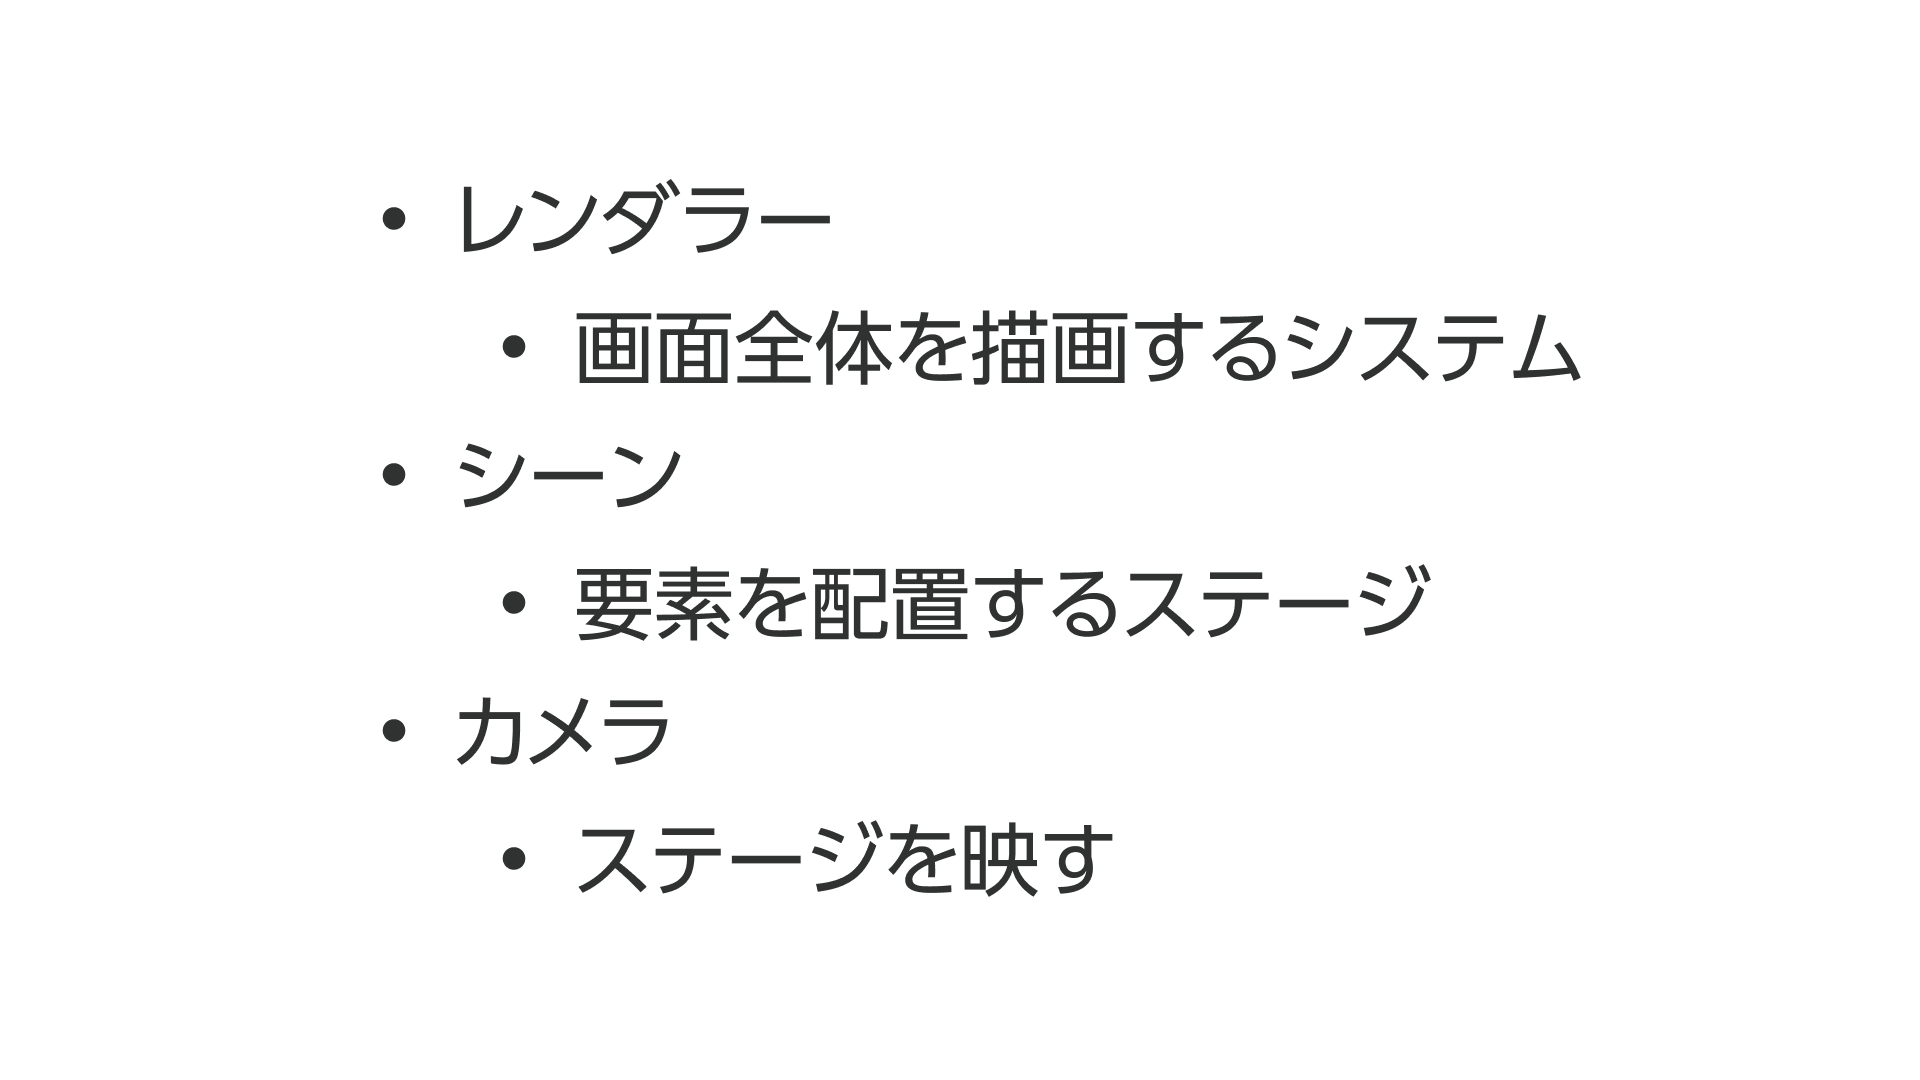 • レンダラー
• 画面全体を描画するシステム
• シーン
• 要素を配置するステージ
• カメラ
• ステージを映す